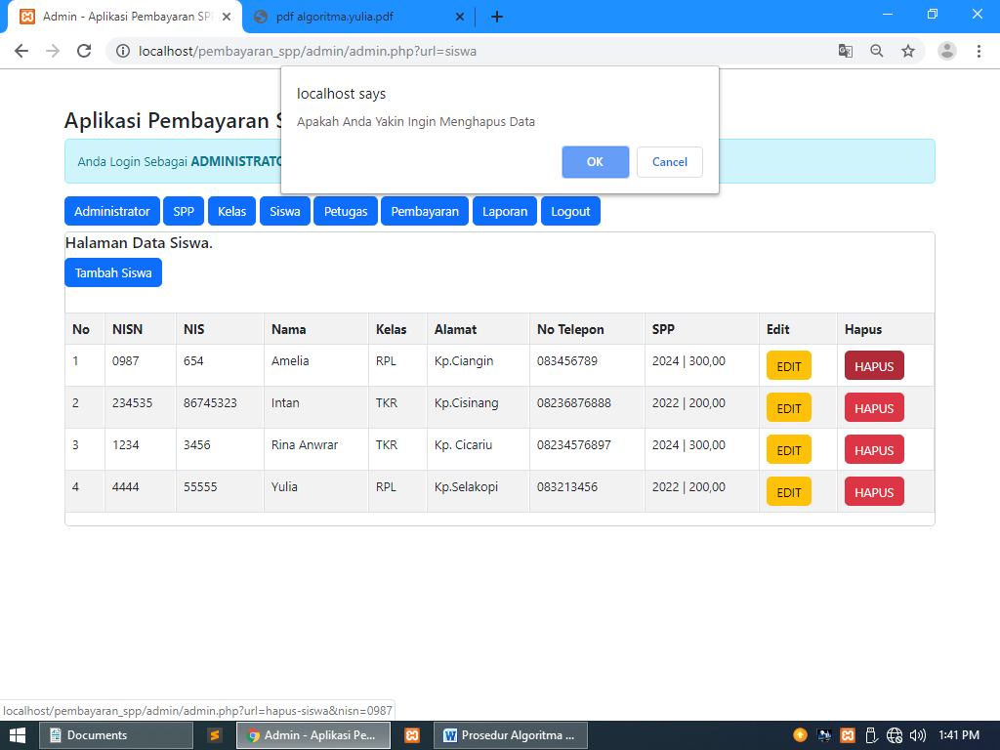 Admin - Aplikasi Pembayaran SP
pdf algoritma.yulia.pdf
localhost/pembayaran_spp/admin/admin.php?url=siswa
localhost says
Apakah Anda Yakin Ingin Menghapus Data
OK Cancel
Aplikasi Pembayaran S
Anda Login Sebagai ADMINISTRATO
Administrator SPP Kelas Siswa Petugas Pembayaran Laporan Logout
Halaman Data Siswa.
Tambah Siswa
No NISN NIS Nama Kelas Alamat No Telepon SPP Edit Hapus
1 0987 654 Amelia RPL Kp.Ciangin 083456789 2024 | 300,00 EDIT HAPUS
2 234535 86745323 Intan TKR Kp.Cisinang 08236876888 2022 | 200,00 EDIT HAPUS
3 1234 3456 Rina Anwrar TKR Kp. Cicariu 08234576897 2024 | 300,00 EDIT HAPUS
4 4444 55555 Yulia RPL Kp.Selakopi 083213456 2022 | 200,00 EDIT HAPUS
localhost/pembayaran_spp/admin/admin.php?url=hapus-siswa&nisn=0987
Documents Admin - Aplikasi Pe... Prosedur Algoritma ... 1:41 PM